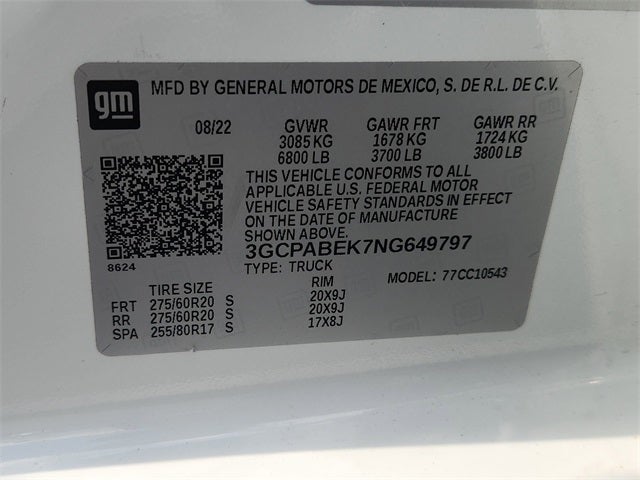 gm
MFD BY GENERAL MOTORS DE MEXICO, S. DE R.L. DE C.V.
08/22 GVWR GAWR FRT GAWR RR
3085 KG 1678 KG 1724 KG
6800 LB 3700 LB 3800 LB
THIS VEHICLE CONFORMS TO ALL
APPLICABLE U.S. FEDERAL MOTOR
VEHICLE SAFETY STANDARDS IN EFFECT
ON THE DATE OF MANUFACTURE
SHOWN ABOVE.
8624
3GCPABEK7NG649797
TYPE: TRUCK MODEL: 77CC10543
TIRE SIZE RIM
FRT 275/60R20 S 20X9J
RR 275/60R20 S 20X9J
SPA 255/80R17 S 17X8J